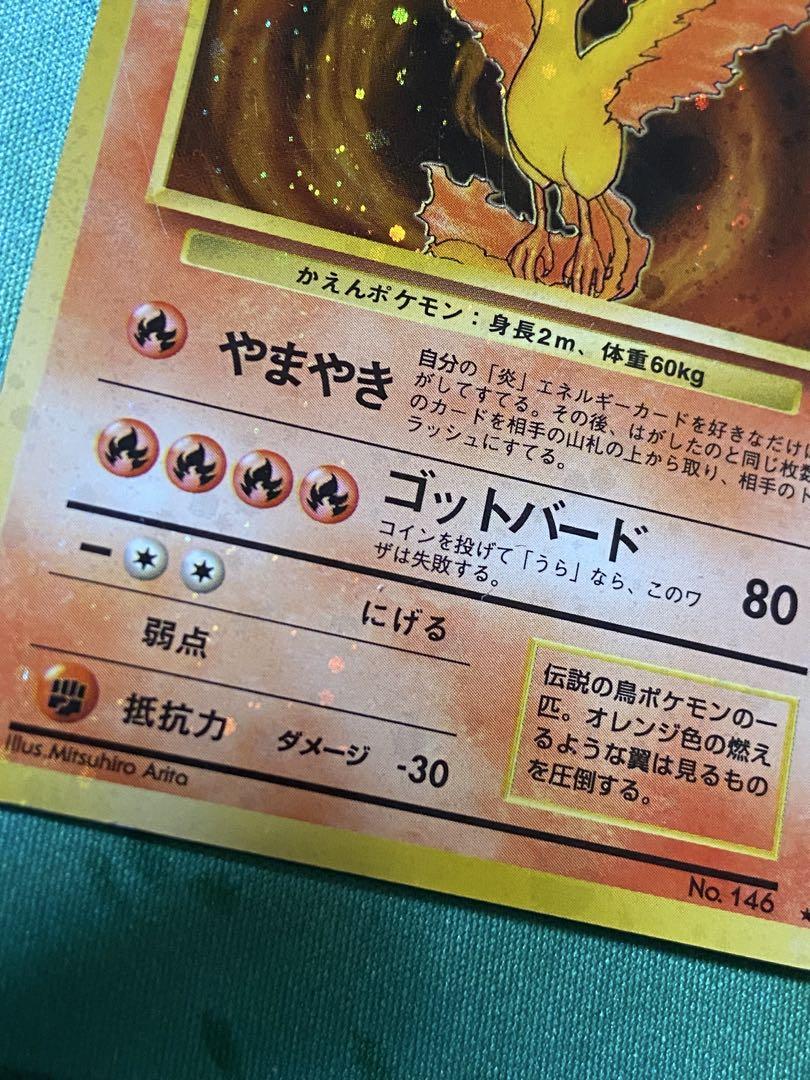 かえんポケモン：身長2m、体重60kg
やまやき
自分の「炎」エネルギーカードを好きなだけ
がしてすてる。その後、はがしたのと同じ枚数
のカードを相手の山札の上から取り、相手の
ラッシュにすてる。
ゴットバード
コインを投げて「うら」なら、このワ
ザは失敗する。
80
にげる
弱点
抵抗力
ダメージ
-30
伝説の鳥ポケモンの一
匹。オレンジ色の燃え
るような翼は見るもの
を圧倒する。
Illus.Mitsuhiro Arita
No. 146